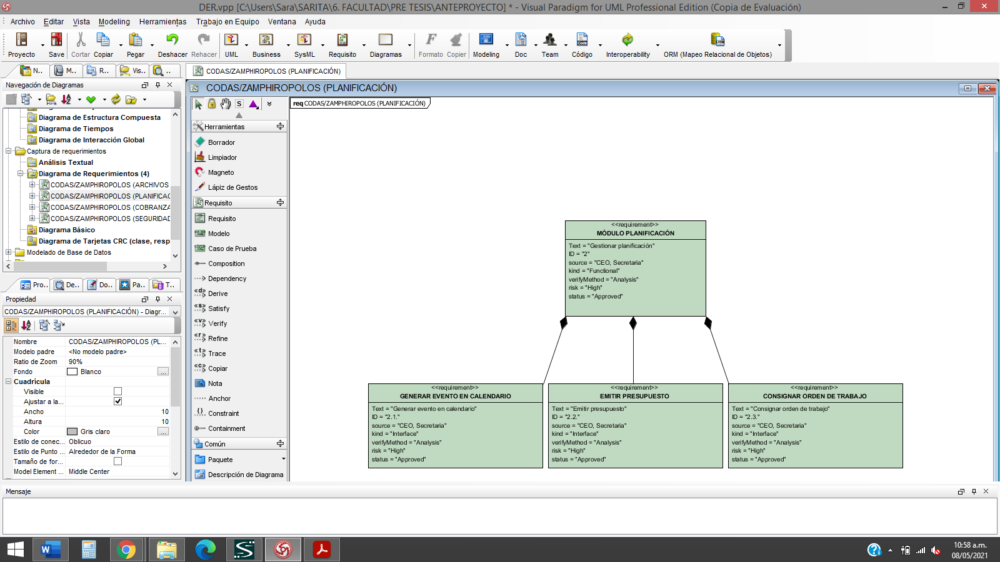 DER.vpp [C:\Users\Sara\SARITA\6. FACULTAD\PRE TESIS\ANTEPROYECTO] * - Visual Paradigm for UML Professional Edition (Copia de Evaluación)
Archivo Editar Vista Modeling Herramientas Trabajo en Equipo Ventana Ayuda
Proyecto Save Cortar Copiar Pegar Deshacer Rehacer UML Business SysML Requisito Diagramas Formato Copier Modeling Doc Team Código Interoperability ORM (Mapeo Relacional de Objetos)
N.. M.. R.. Vis.. ..
CODAS/ZAMPHIROPOLOS (PLANIFICACIÓN)
Navegación de Diagramas
Diagrama de Estructura Compuesta
Diagrama de Tiempos
Diagrama de Interacción Global
Captura de requerimientos
Análisis Textual
Diagrama de Requerimientos (4)
CODAS/ZAMPHIROPOLOS (ARCHIVOS
CODAS/ZAMPHIROPOLOS (PLANIFICAC
CODAS/ZAMPHIROPOLOS (COBRANZA
CODAS/ZAMPHIROPOLOS (SEGURIDAD
Diagrama Básico
Diagrama de Tarjetas CRC (clase, resp
Modelado de Base de Datos
Pro.. De.. Do.. Pa.. T..
Propiedad
CODAS/ZAMPHIROPOLOS (PLANIFICACIÓN) - Diagr...
Nombre CODAS/ZAMPHIROPOLOS (PL...
Modelo padre <No modelo padre>
Ratio de Zoom 90%
Fondo Blanco ...
Cuadrícula
Visible
Ajustar a la...
Ancho 10
Altura 10
Color Gris claro ...
Estilo de conec... Oblicuo
Estilo de Punto ... Alrededor de la Forma
Tamaño de for...
Model Element ... Middle Center
CODAS/ZAMPHIROPOLOS (PLANIFICACIÓN)
S
Herramientas
Borrador
Limpiador
Magneto
Lápiz de Gestos
Requisito
Requisito
Modelo
Caso de Prueba
Composition
Dependency
Derive
Satisfy
Verify
Refine
Trace
Copiar
Nota
Anchor
Constraint
Containment
Común
Paquete
Descripción de Diagrama
req CODAS/ZAMPHIROPOLOS (PLANIFICACIÓN)
<<requirement>>
MÓDULO PLANIFICACIÓN
Text = "Gestionar planificación"
ID = "2"
source = "CEO, Secretaria"
kind = "Functional"
verifyMethod = "Analysis"
risk = "High"
status = "Approved"
<<requirement>>
GENERAR EVENTO EN CALENDARIO
Text = "Generar evento en calendario"
ID = "2.1."
source = "CEO, Secretaria"
kind = "Interface"
verifyMethod = "Analysis"
risk = "High"
status = "Approved"
<<requirement>>
EMITIR PRESUPUESTO
Text = "Emitir presupuesto"
ID = "2.2."
source = "CEO, Secretaria"
kind = "Interface"
verifyMethod = "Analysis"
risk = "High"
status = "Approved"
<<requirement>>
CONSIGNAR ORDEN DE TRABAJO
Text = "Consignar orden de trabajo"
ID = "2.3."
source = "CEO, Secretaria"
kind = "Interface"
verifyMethod = "Analysis"
risk = "High"
status = "Approved"
Mensaje
10:58 a.m.
08/05/2021